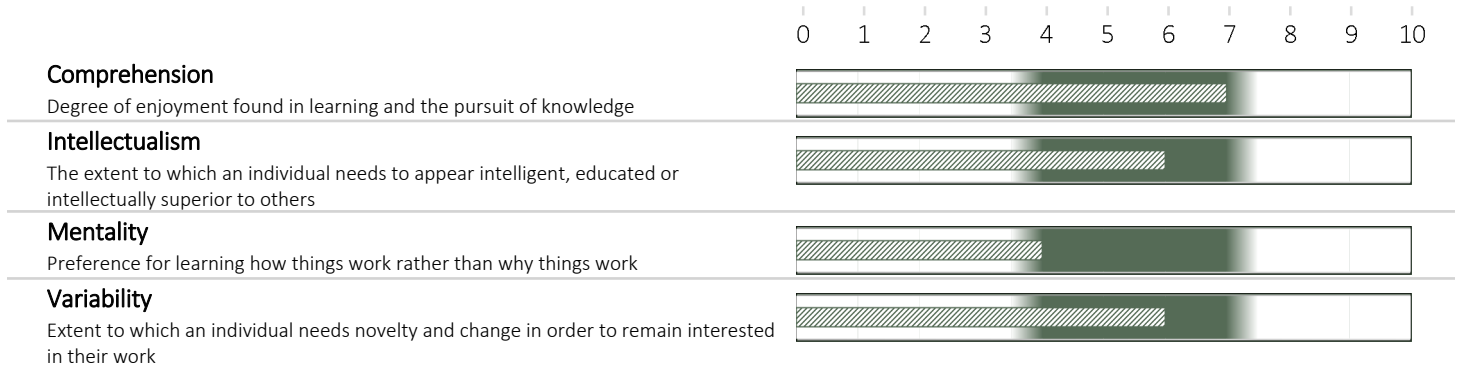 0 1 2 3 4 5 6 7 8 9 10
Comprehension
Degree of enjoyment found in learning and the pursuit of knowledge
Intellectualism
The extent to which an individual needs to appear intelligent, educated or
intellectually superior to others
Mentality
Preference for learning how things work rather than why things work
Variability
Extent to which an individual needs novelty and change in order to remain interested
in their work